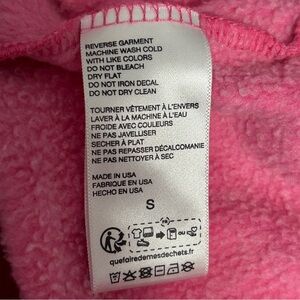 REVERSE GARMENT
MACHINE WASH COLD
WITH LIKE COLORS
DO NOT BLEACH
DRY FLAT
DO NOT IRON DECAL
DO NOT DRY CLEAN
TOURNER VÊTEMENT À L'ENVERS
LAVER À LA MACHINE À L'EAU
FROIDE AVEC COULEURS
NE PAS JAVELLISER
SECHER À PLAT
NE PAS REPASSER DÉCALCOMANIE
NE PAS NETTOYER À SEC
MADE IN USA
FABRIQUE EN USA
HECHO EN USA
S
quefairedemesdechets.fr